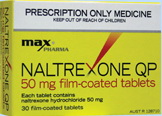 PRESCRIPTION ONLY MEDICINE
KEEP OUT OF REACH OF CHILDREN
max
PHARMA
NALTREXONE QP
50 mg film-coated tablets
Each tablet contains
naltrexone hydrochloride 50 mg
30 film-coated tablets
AUST R